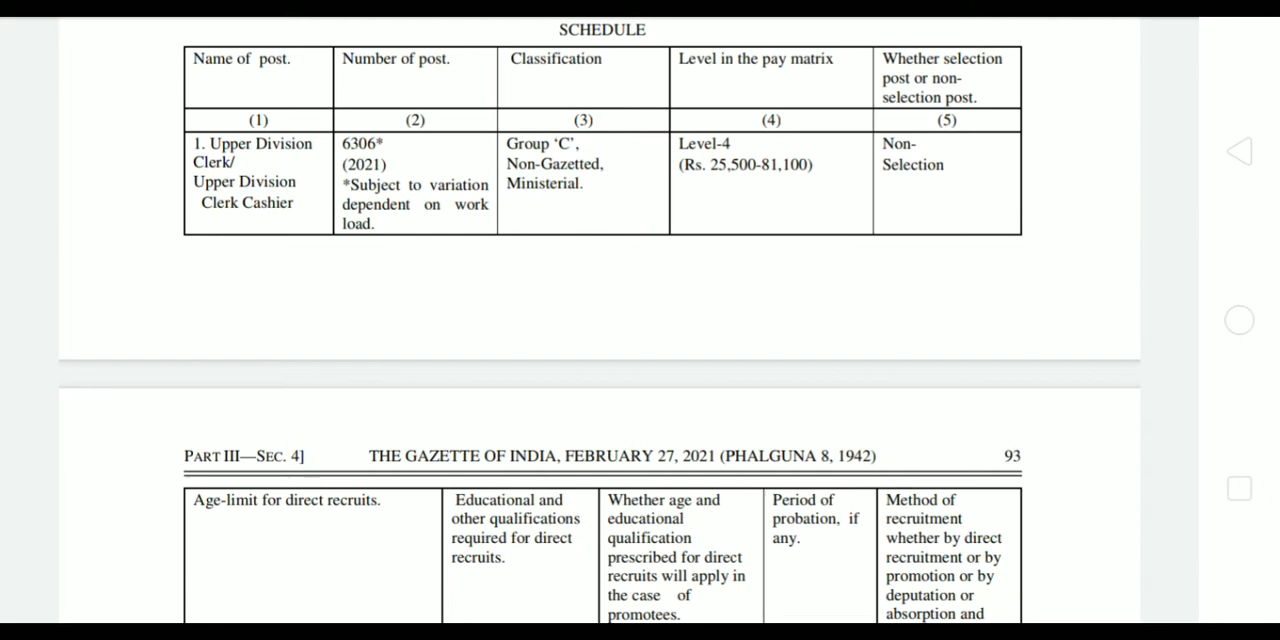 SCHEDULE
Name of post. Number of post. Classification Level in the pay matrix Whether selection
post or non-
selection post.
(1) (2) (3) (4) (5)
1. Upper Division 6306* Group ‘C’, Level-4 Non-
Clerk/ (2021) Non-Gazetted, (Rs. 25,500-81,100) Selection
Upper Division *Subject to variation Ministerial.
Clerk Cashier dependent on work
load.
PART III—SEC. 4] THE GAZETTE OF INDIA, FEBRUARY 27, 2021 (PHALGUNA 8, 1942) 93
Age-limit for direct recruits. Educational and Whether age and Period of Method of
other qualifications educational probation, if recruitment
required for direct qualification any. whether by direct
recruits. prescribed for direct recruitment or by
recruits will apply in promotion or by
the case of deputation or
promotees. absorption and